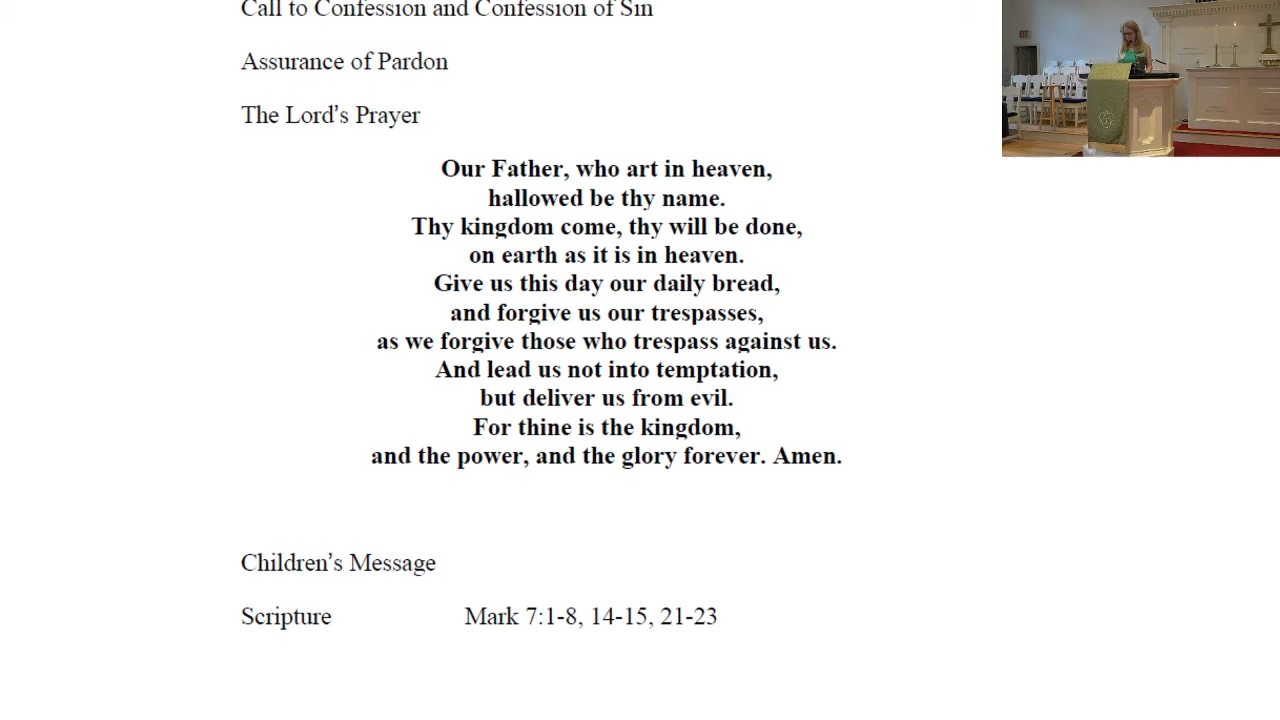 Call to Confession and Confession of Sin
Assurance of Pardon
The Lord's Prayer
Our Father, who art in heaven,
hallowed be thy name.
Thy kingdom come, thy will be done,
on earth as it is in heaven.
Give us this day our daily bread,
and forgive us our trespasses,
as we forgive those who trespass against us.
And lead us not into temptation,
but deliver us from evil.
For thine is the kingdom,
and the power, and the glory forever. Amen.
Children's Message
Scripture Mark 7:1-8, 14-15, 21-23